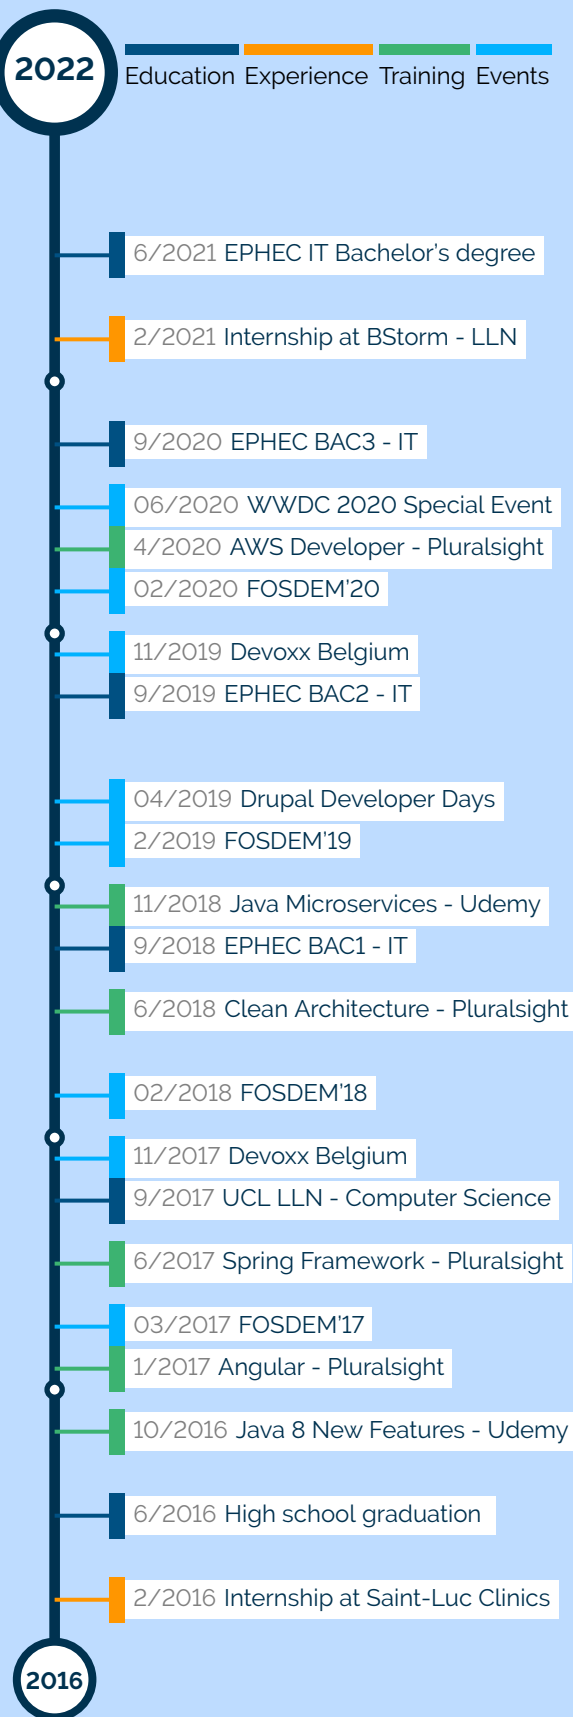 2022
Education Experience Training Events
6/2021 EPHEC IT Bachelor's degree
2/2021 Internship at BStorm - LLN
9/2020 EPHEC BAC3 - IT
06/2020 WWDC 2020 Special Event
4/2020 AWS Developer - Pluralsight
02/2020 FOSDEM'20
11/2019 Devoxx Belgium
9/2019 EPHEC BAC2 - IT
04/2019 Drupal Developer Days
2/2019 FOSDEM'19
11/2018 Java Microservices - Udemy
9/2018 EPHEC BAC1 - IT
6/2018 Clean Architecture - Pluralsight
02/2018 FOSDEM'18
11/2017 Devoxx Belgium
9/2017 UCL LLN - Computer Science
6/2017 Spring Framework - Pluralsight
03/2017 FOSDEM'17
1/2017 Angular - Pluralsight
10/2016 Java 8 New Features - Udemy
6/2016 High school graduation
2/2016 Internship at Saint-Luc Clinics
2016